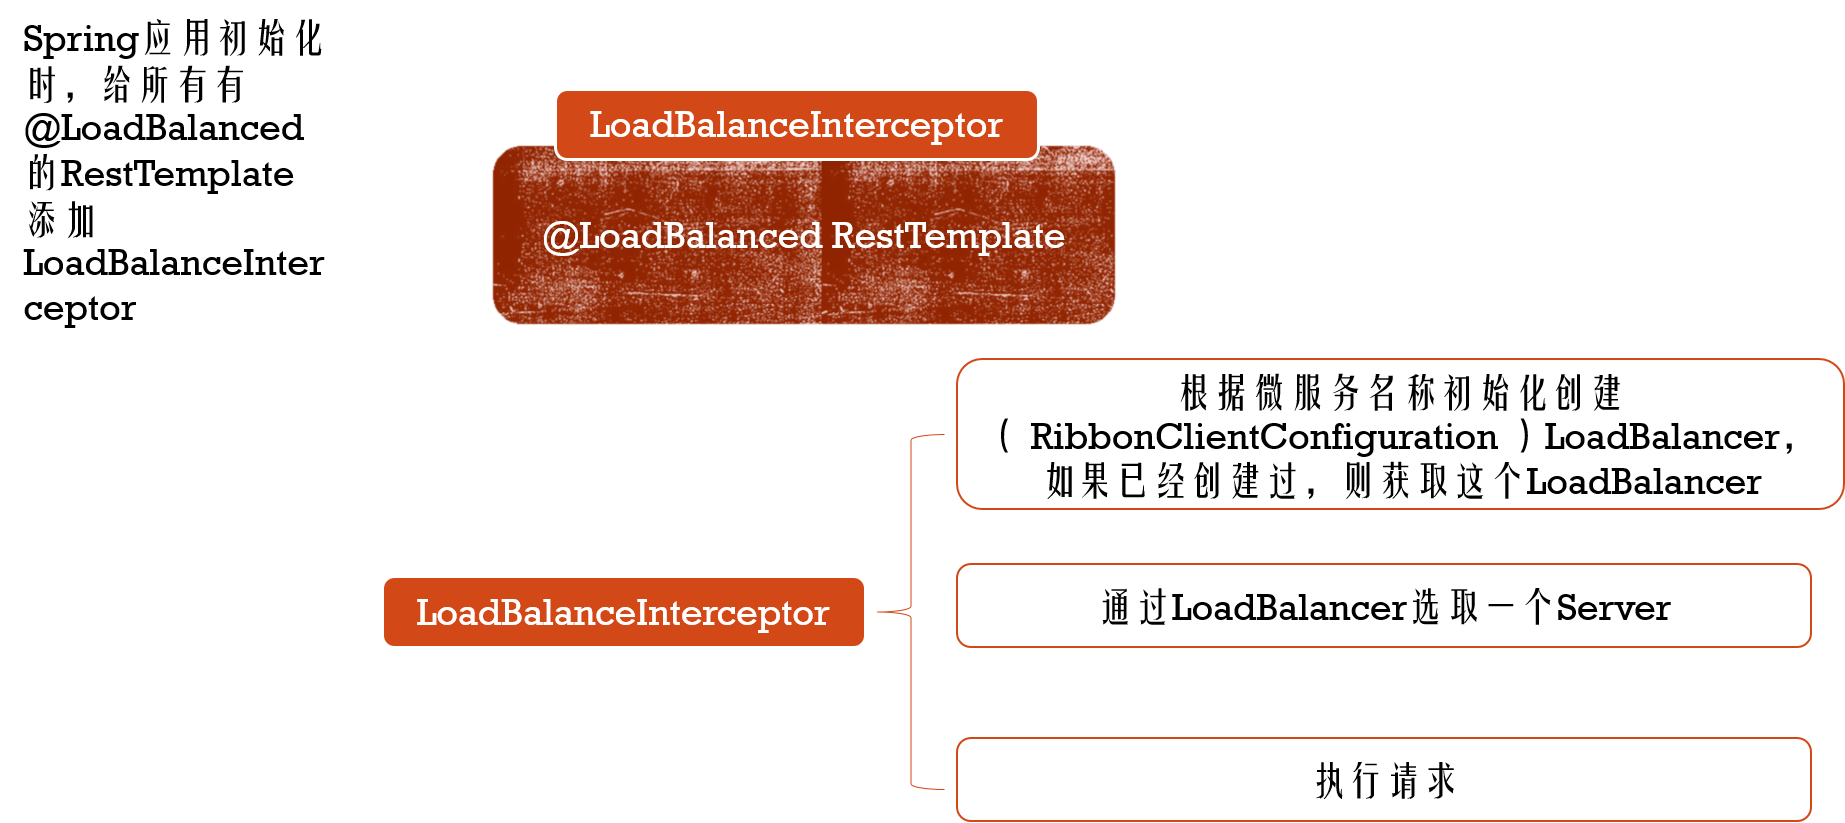 Spring应用初始化
时，给所有有
@LoadBalanced
的RestTemplate
添加
LoadBalanceInter
ceptor
LoadBalanceInterceptor
@LoadBalanced RestTemplate
根据微服务名称初始化创建
（RibbonClientConfiguration）LoadBalancer，
如果已经创建过，则获取这个LoadBalancer
LoadBalanceInterceptor
通过LoadBalancer选取一个Server
执行请求